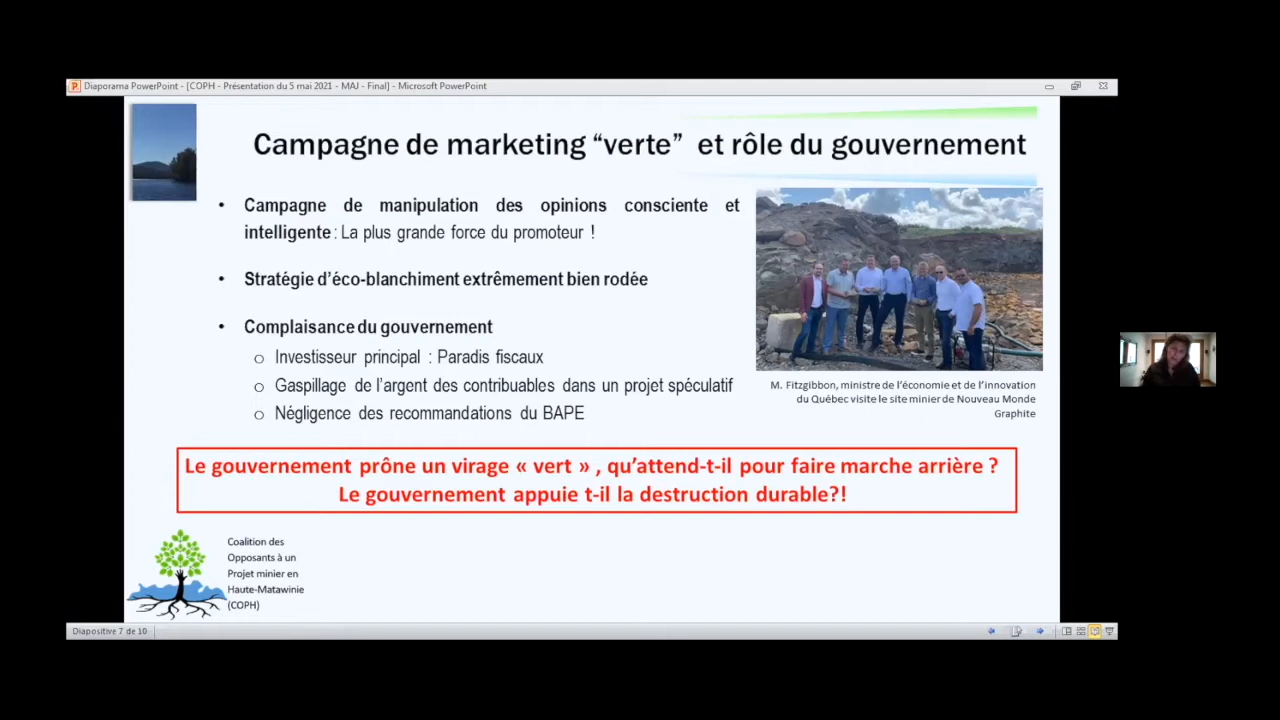 Diaporama PowerPoint - [COPH - Présentation du 5 mai 2021 - MAJ - Final] - Microsoft PowerPoint
Campagne de marketing “verte” et rôle du gouvernement
• Campagne de manipulation des opinions consciente et
intelligente : La plus grande force du promoteur !
• Stratégie d’éco-blanchiment extrêmement bien rodée
• Complaisance du gouvernement
o Investisseur principal : Paradis fiscaux
o Gaspillage de l’argent des contribuables dans un projet spéculatif
o Négligence des recommandations du BAPE
M. Fitzgibbon, ministre de l’économie et de l’innovation
du Québec visite le site minier de Nouveau Monde
Graphite
Le gouvernement prône un virage « vert » , qu’attend-t-il pour faire marche arrière ?
Le gouvernement appuie t-il la destruction durable?!
Coalition des
Opposants à un
Projet minier en
Haute-Matawinie
(COPH)
Diapositive 7 de 10